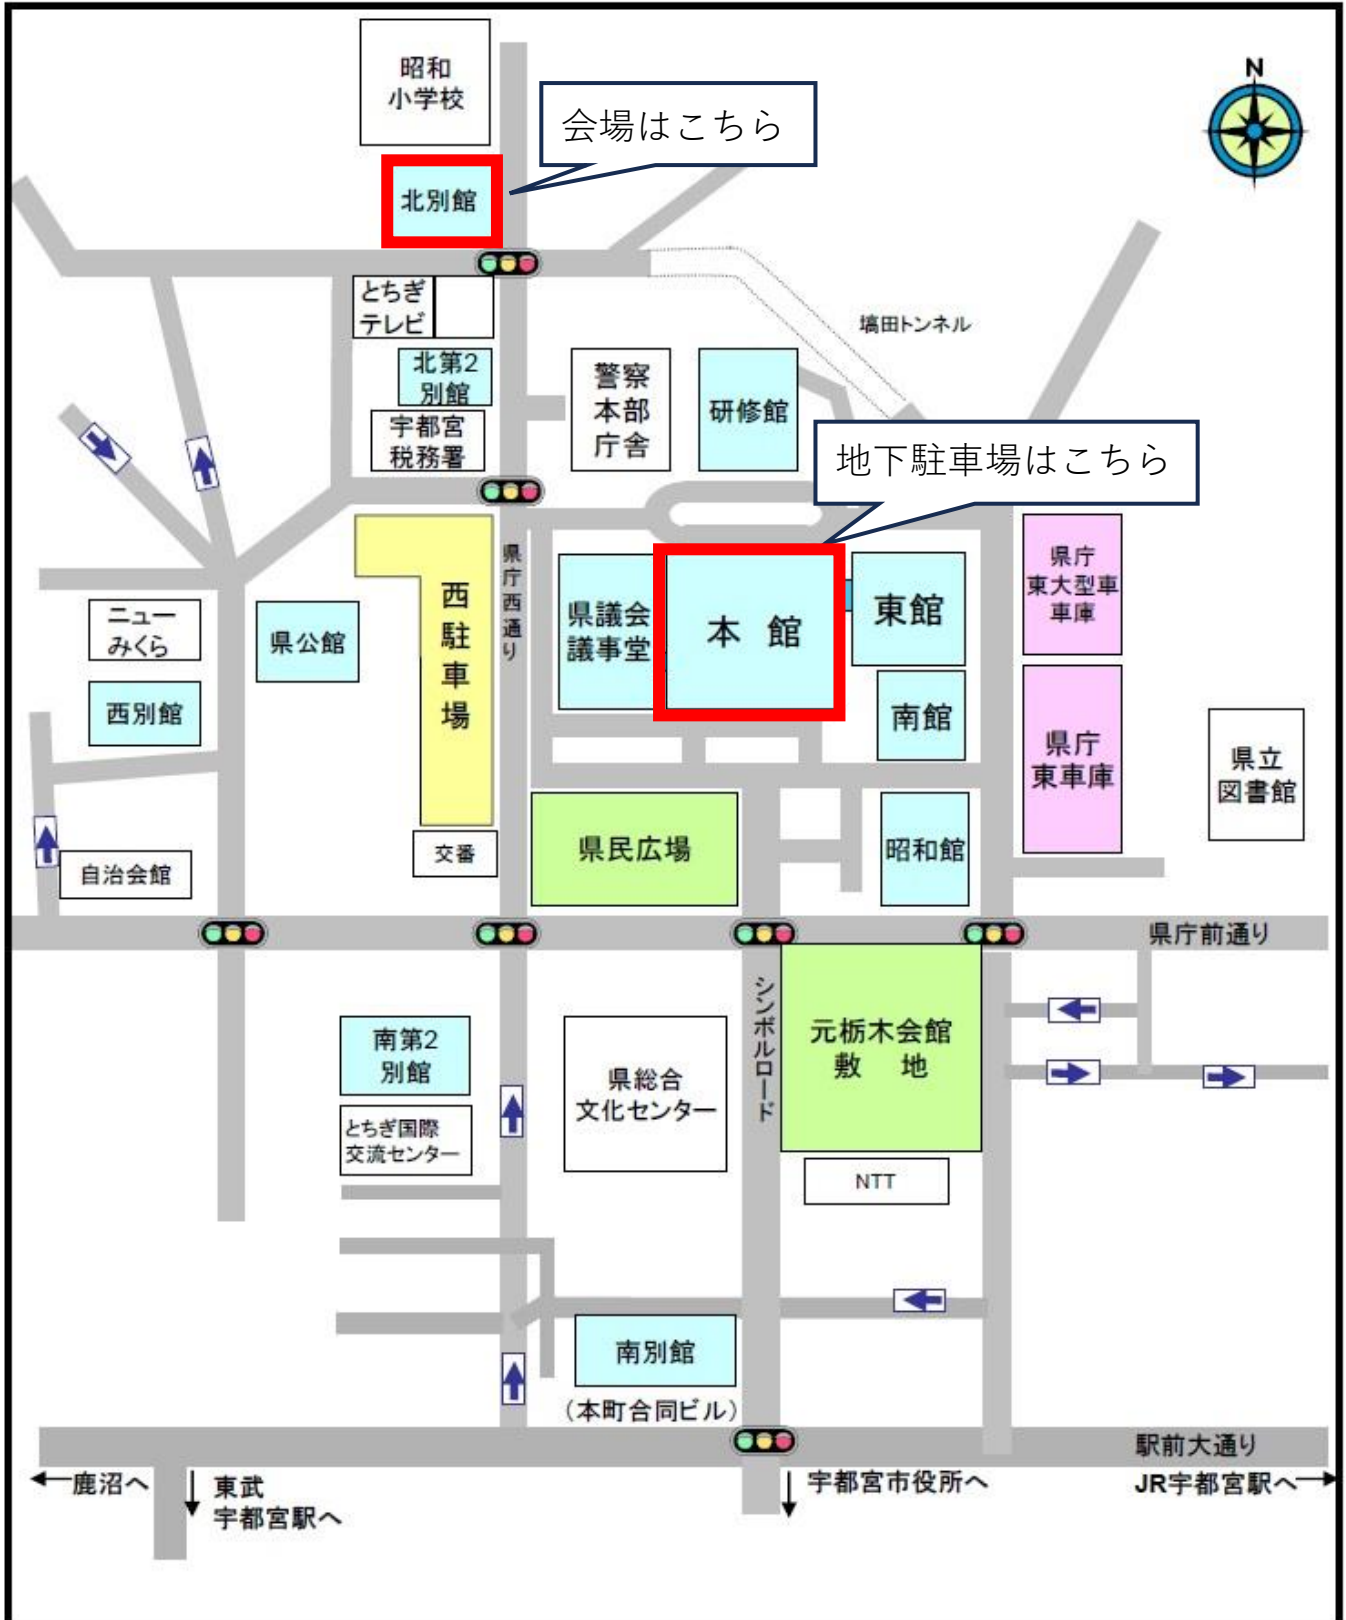 昭和
小学校
N
会場はこちら
北別館
とちぎ
テレビ
塙田トンネル
北第2
別館
警察
本部
庁舎
研修館
宇都宮
税務署
地下駐車場はこちら
県庁西通り
西駐車場
県議会
議事堂
本 館
東館
県庁
東大型車
車庫
ニュー
みくら
県公館
西別館
南館
県庁
東車庫
県立
図書館
県民広場
昭和館
交番
自治会館
県庁前通り
シンボルロード
元栃木会館
敷 地
南第2
別館
県総合
文化センター
とちぎ国際
交流センター
NTT
南別館
(本町合同ビル)
駅前大通り
鹿沼へ
東武
宇都宮駅へ
宇都宮市役所へ
JR宇都宮駅へ